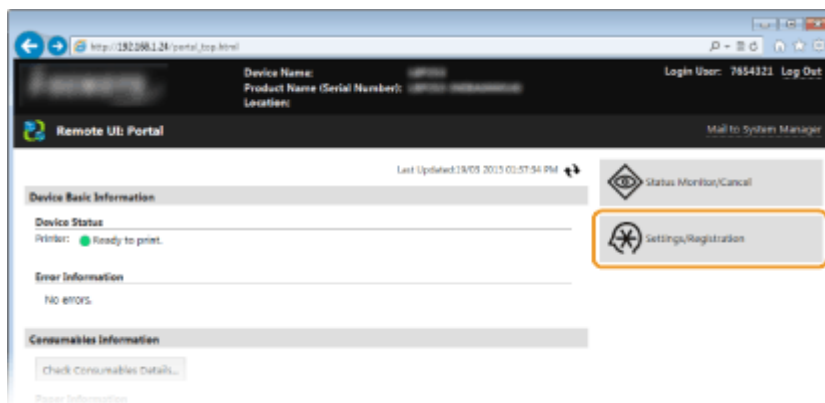 http://192.168.1.24/portal_top.html
Device Name:
Product Name (Serial Number):
Location:
Login User: 7654321 Log Out
Remote UI: Portal
Mail to System Manager
Last Updated:19/05 2015 01:57:54 PM
Device Basic Information
Device Status
Printer: Ready to print.
Error Information
No errors.
Consumables Information
Check Consumables Details...
Paper Information
Status Monitor/Cancel
Settings/Registration